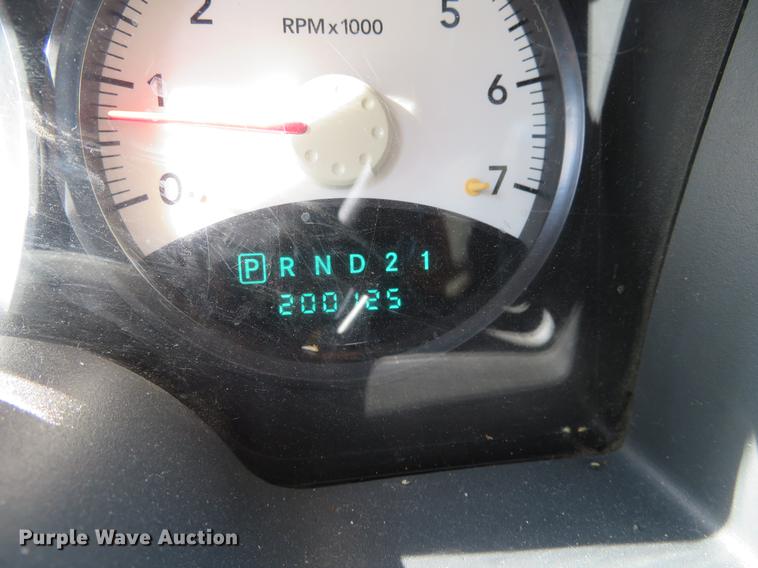 2 5
RPM x 1000
1 6
0 7
P R N D 2 1
200125
Purple Wave Auction